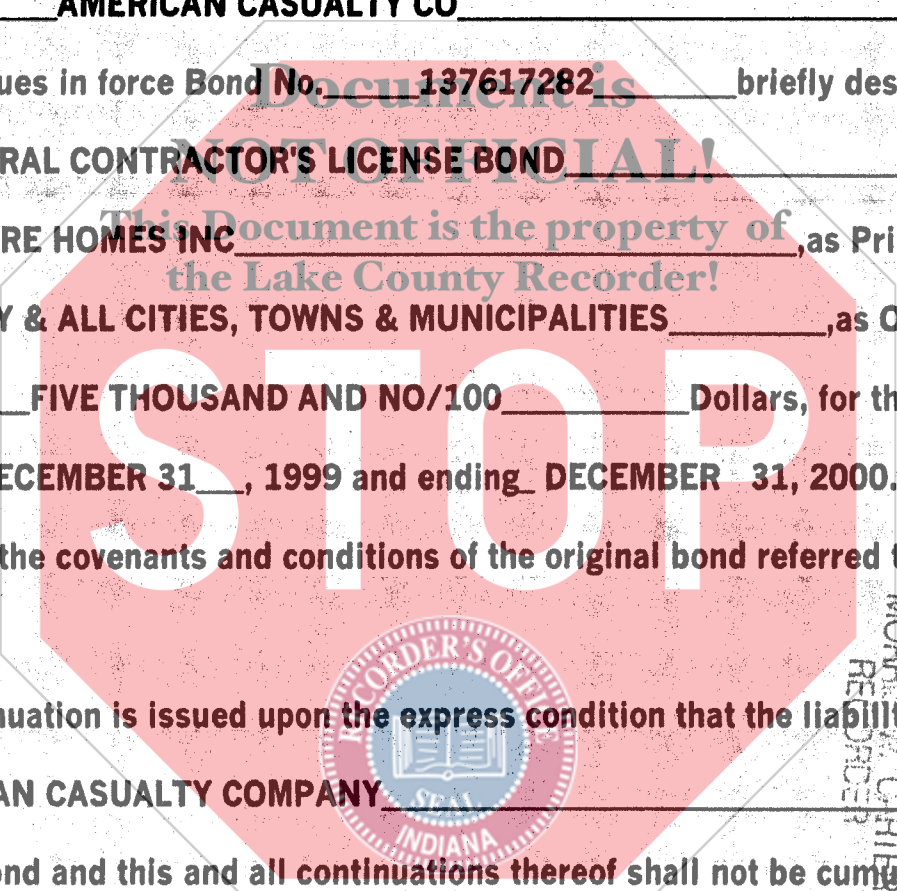 AMERICAN CASUALTY CO
ues in force Bond No. 137617282 briefly des
Document is
RAL CONTRACTOR'S LICENSE BOND
NOT OFFICIAL!
RE HOMES INC ,as Pri
This Document is the property of
the Lake County Recorder!
Y & ALL CITIES, TOWNS & MUNICIPALITIES ,as O
STOP
FIVE THOUSAND AND NO/100 Dollars, for th
ECEMBER 31 , 1999 and ending DECEMBER 31, 2000.
the covenants and conditions of the original bond referred t
RECORDER'S OFFICE
nuation is issued upon the express condition that the liabilit
AN CASUALTY COMPANY
SEAL
INDIANA
RECORDER
ond and this and all continuations thereof shall not be cumu